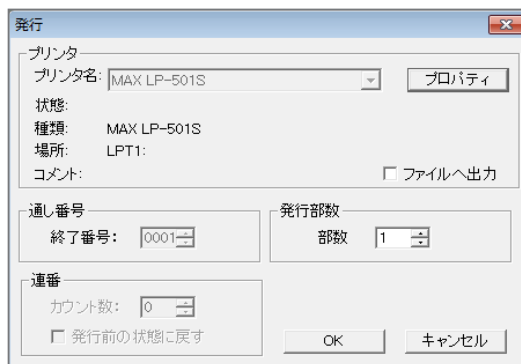 発行
プリンタ
プリンタ名: MAX LP-501S
プロパティ
状態:
種類: MAX LP-501S
場所: LPT1:
コメント:
ファイルへ出力
通し番号
終了番号: 0001
発行部数
部数 1
連番
カウント数: 0
発行前の状態に戻す
OK キャンセル